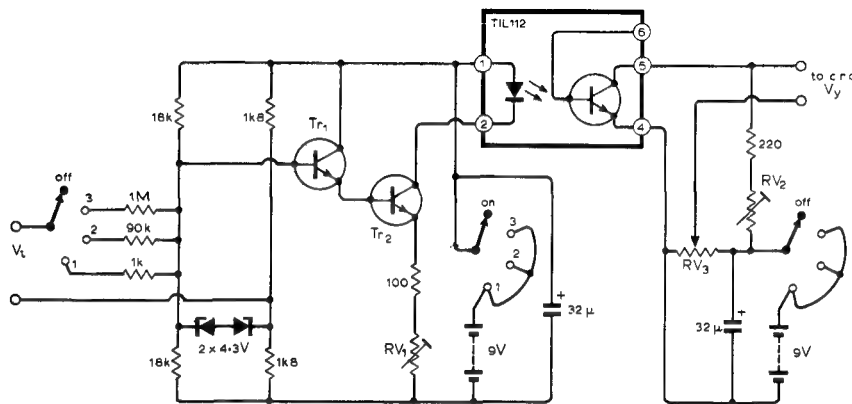 TIL112
6
1
5
to cro
Vy
2
4
18k
1k8
Tr1
220
off
3
1M
Tr2
on
RV2
off
Vt
2
90k
3
1
1k
2
100
1
RV3
2 x 4·3V
32μ
+
32μ
+
18k
1k8
RV1
9V
9V